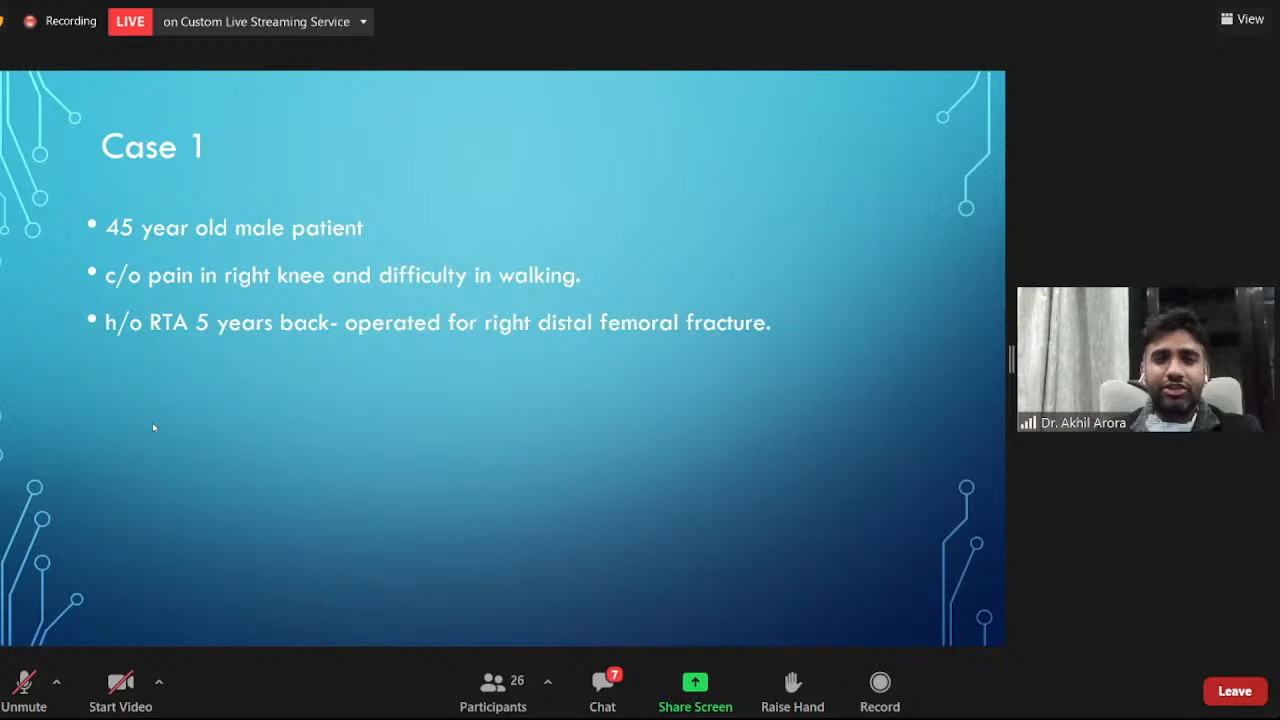 Recording
LIVE on Custom Live Streaming Service
View
Case 1
• 45 year old male patient
• c/o pain in right knee and difficulty in walking.
• h/o RTA 5 years back- operated for right distal femoral fracture.
Dr. Akhil Arora
26
7
Unmute
Start Video
Participants
Chat
Share Screen
Raise Hand
Record
Leave